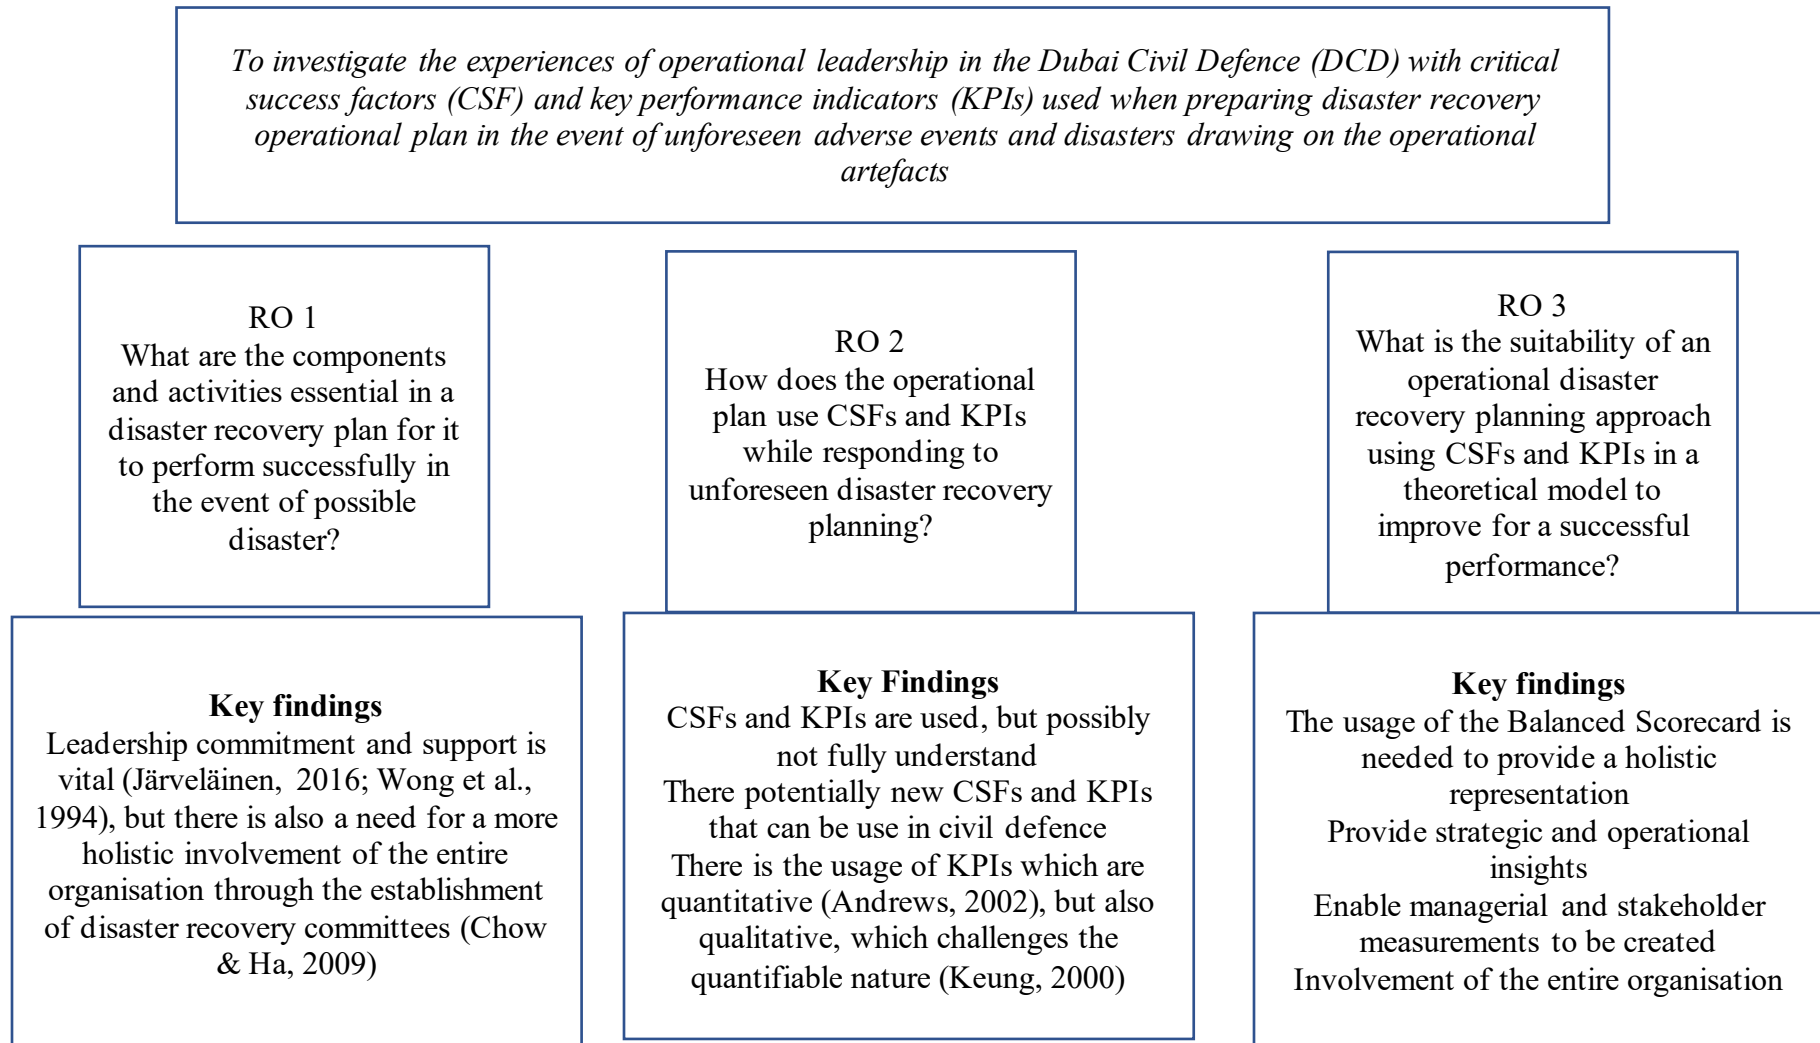 To investigate the experiences of operational leadership in the Dubai Civil Defence (DCD) with critical
success factors (CSF) and key performance indicators (KPIs) used when preparing disaster recovery
operational plan in the event of unforeseen adverse events and disasters drawing on the operational
artefacts
RO 1
What are the components
and activities essential in a
disaster recovery plan for it
to perform successfully in
the event of possible
disaster?
RO 2
How does the operational
plan use CSFs and KPIs
while responding to
unforeseen disaster recovery
planning?
RO 3
What is the suitability of an
operational disaster
recovery planning approach
using CSFs and KPIs in a
theoretical model to
improve for a successful
performance?
Key findings
Leadership commitment and support is
vital (Järveläinen, 2016; Wong et al.,
1994), but there is also a need for a more
holistic involvement of the entire
organisation through the establishment
of disaster recovery committees (Chow
& Ha, 2009)
Key Findings
CSFs and KPIs are used, but possibly
not fully understand
There potentially new CSFs and KPIs
that can be use in civil defence
There is the usage of KPIs which are
quantitative (Andrews, 2002), but also
qualitative, which challenges the
quantifiable nature (Keung, 2000)
Key findings
The usage of the Balanced Scorecard is
needed to provide a holistic
representation
Provide strategic and operational
insights
Enable managerial and stakeholder
measurements to be created
Involvement of the entire organisation